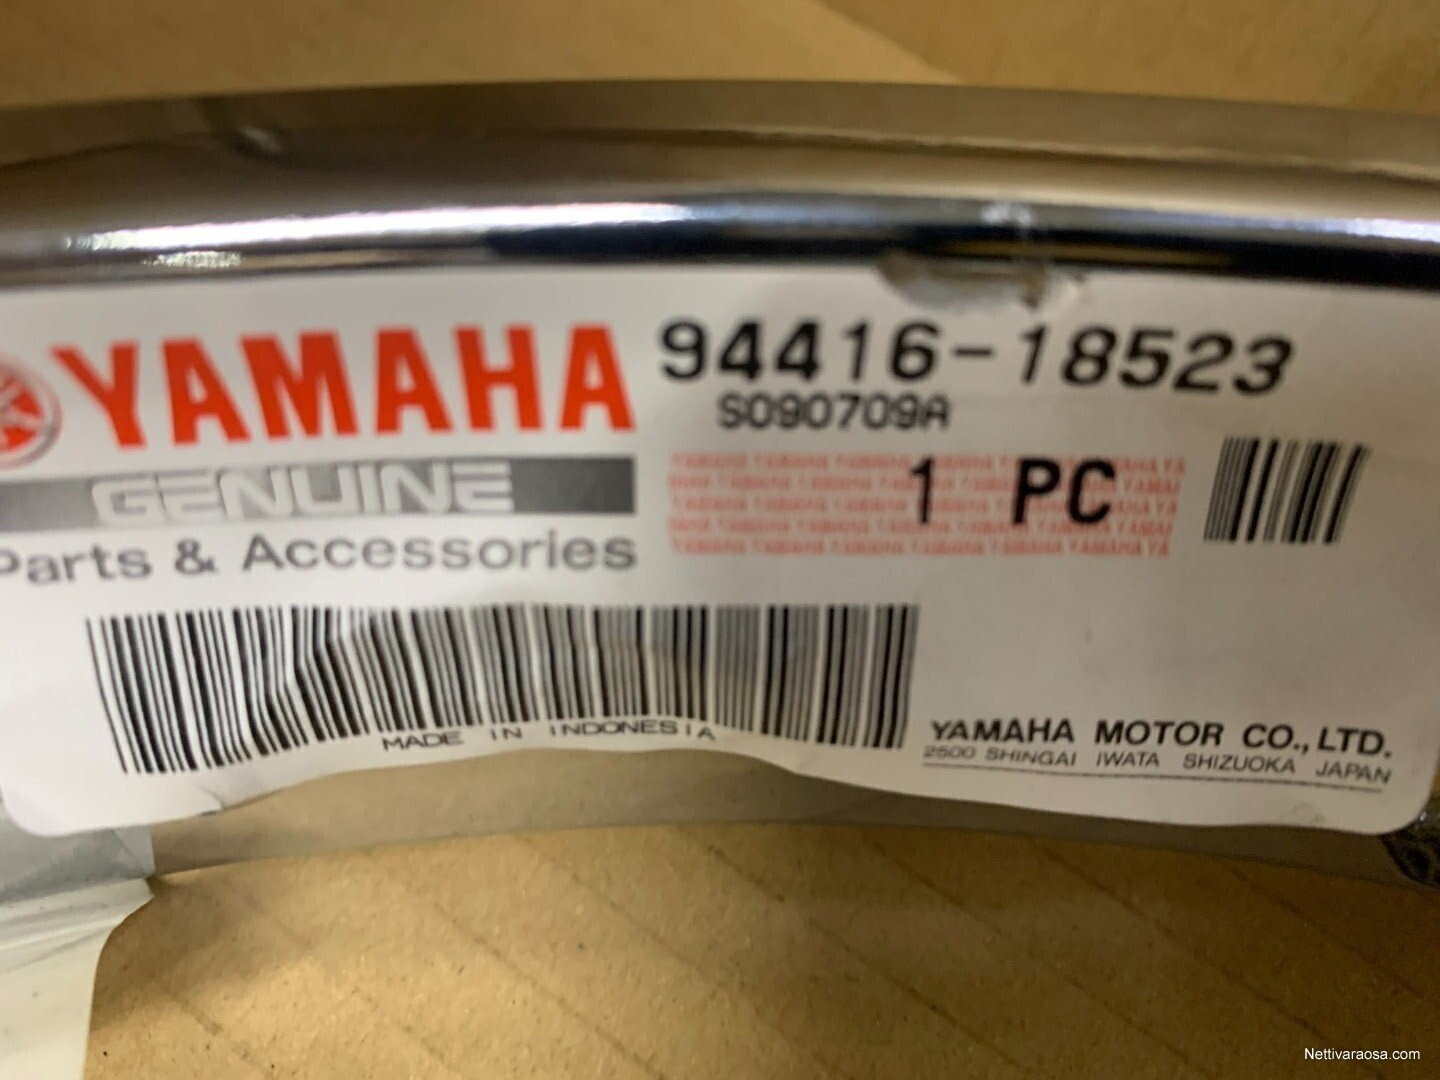 YAMAHA
GENUINE
Parts & Accessories
94416-18523
S090709A
1 PC
MADE IN INDONESIA
YAMAHA MOTOR CO., LTD.
2500 SHINGAI IWATA SHIZUOKA JAPAN
Nettivaraosa.com